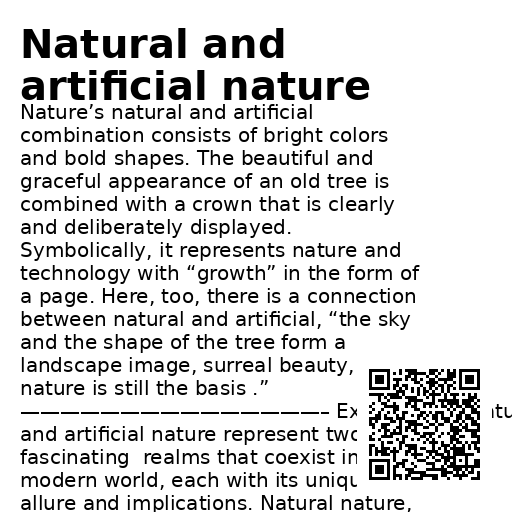 Natural and
artificial nature
Nature’s natural and artificial
combination consists of bright colors
and bold shapes. The beautiful and
graceful appearance of an old tree is
combined with a crown that is clearly
and deliberately displayed.
Symbolically, it represents nature and
technology with “growth” in the form of
a page. Here, too, there is a connection
between natural and artificial, “the sky
and the shape of the tree form a
landscape image, surreal beauty,
nature is still the basis .”
———————————————–
and artificial nature represent two
fascinating  realms that coexist in
modern world, each with its
allure and implications. Natural nature,